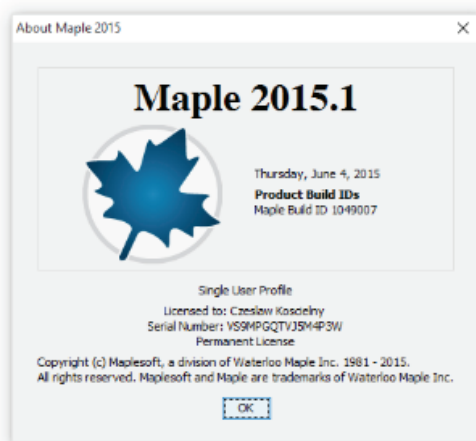 About Maple 2015
Maple 2015.1
Thursday, June 4, 2015
Product Build IDs
Maple Build ID 1049007
Single User Profile
Licensed to: Czeslaw Koscielny
Serial Number: VS9MPGQTVJ5M4P3W
Permanent License
Copyright (c) Maplesoft, a division of Waterloo Maple Inc. 1981 - 2015.
All rights reserved. Maplesoft and Maple are trademarks of Waterloo Maple Inc.
OK